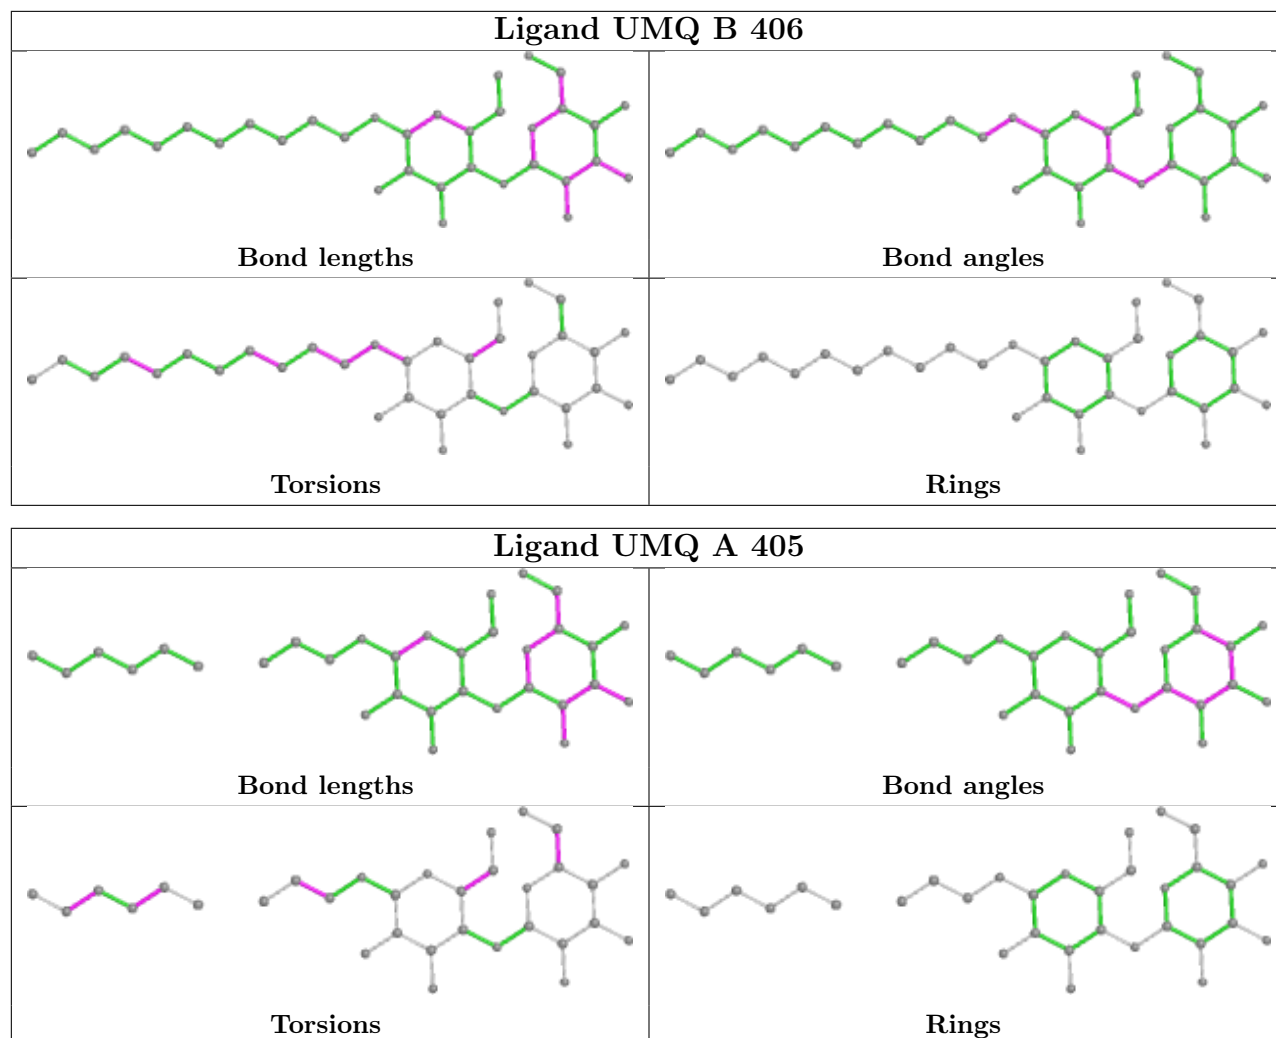 Ligand UMQ B 406
Bond lengths
Bond angles
Torsions
Rings
Ligand UMQ A 405
Bond lengths
Bond angles
Torsions
Rings